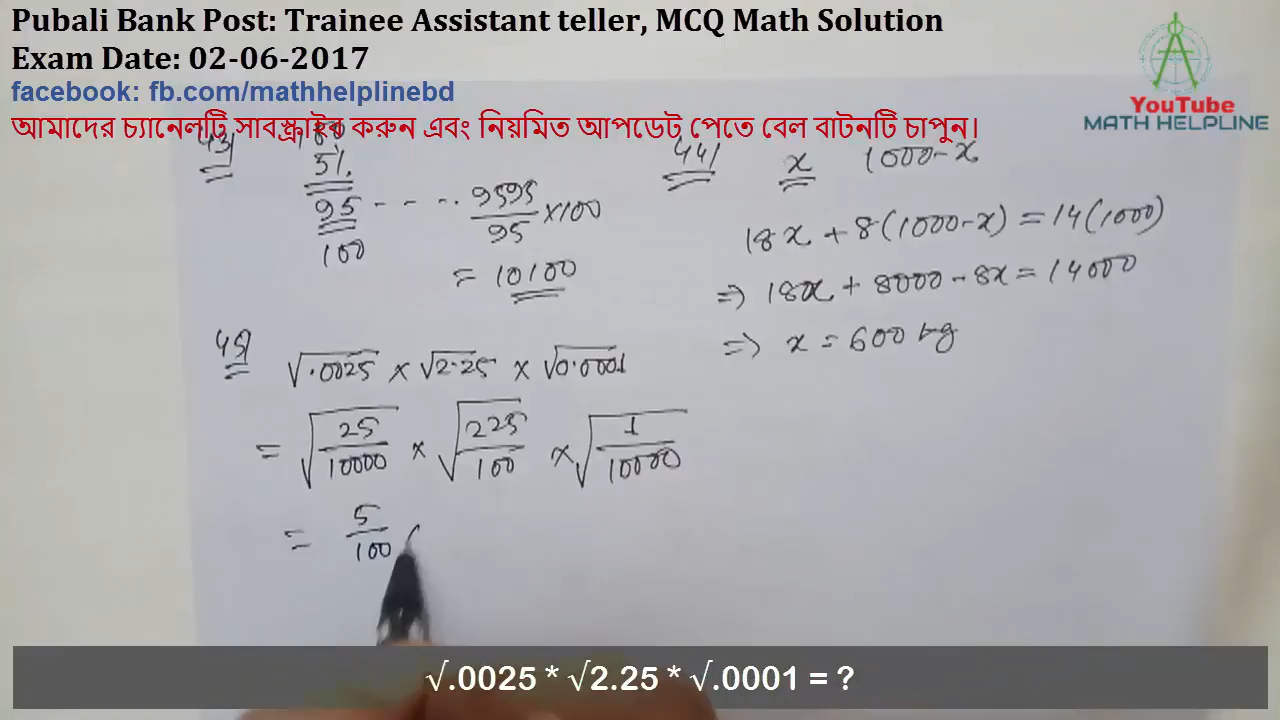 Pubali Bank Post: Trainee Assistant teller, MCQ Math Solution
Exam Date: 02-06-2017
facebook: fb.com/mathhelplinebd
আমাদের চ্যানেলটি সাবস্ক্রাইব করুন এবং নিয়মিত আপডেট পেতে বেল বাটনটি চাপুন।
YouTube
MATH HELPLINE
43) 100
5%
95 - - - · 9595/95 × 100
100
= 10100
44) x 1000-x
18x + 8(1000-x) = 14(1000)
=> 18x + 8000 - 8x = 14000
=> x = 600 kg
45) √.0025 × √2.25 × √0.0001
= √25/10000 × √225/100 × √1/10000
= 5/100
√.0025 * √2.25 * √.0001 = ?